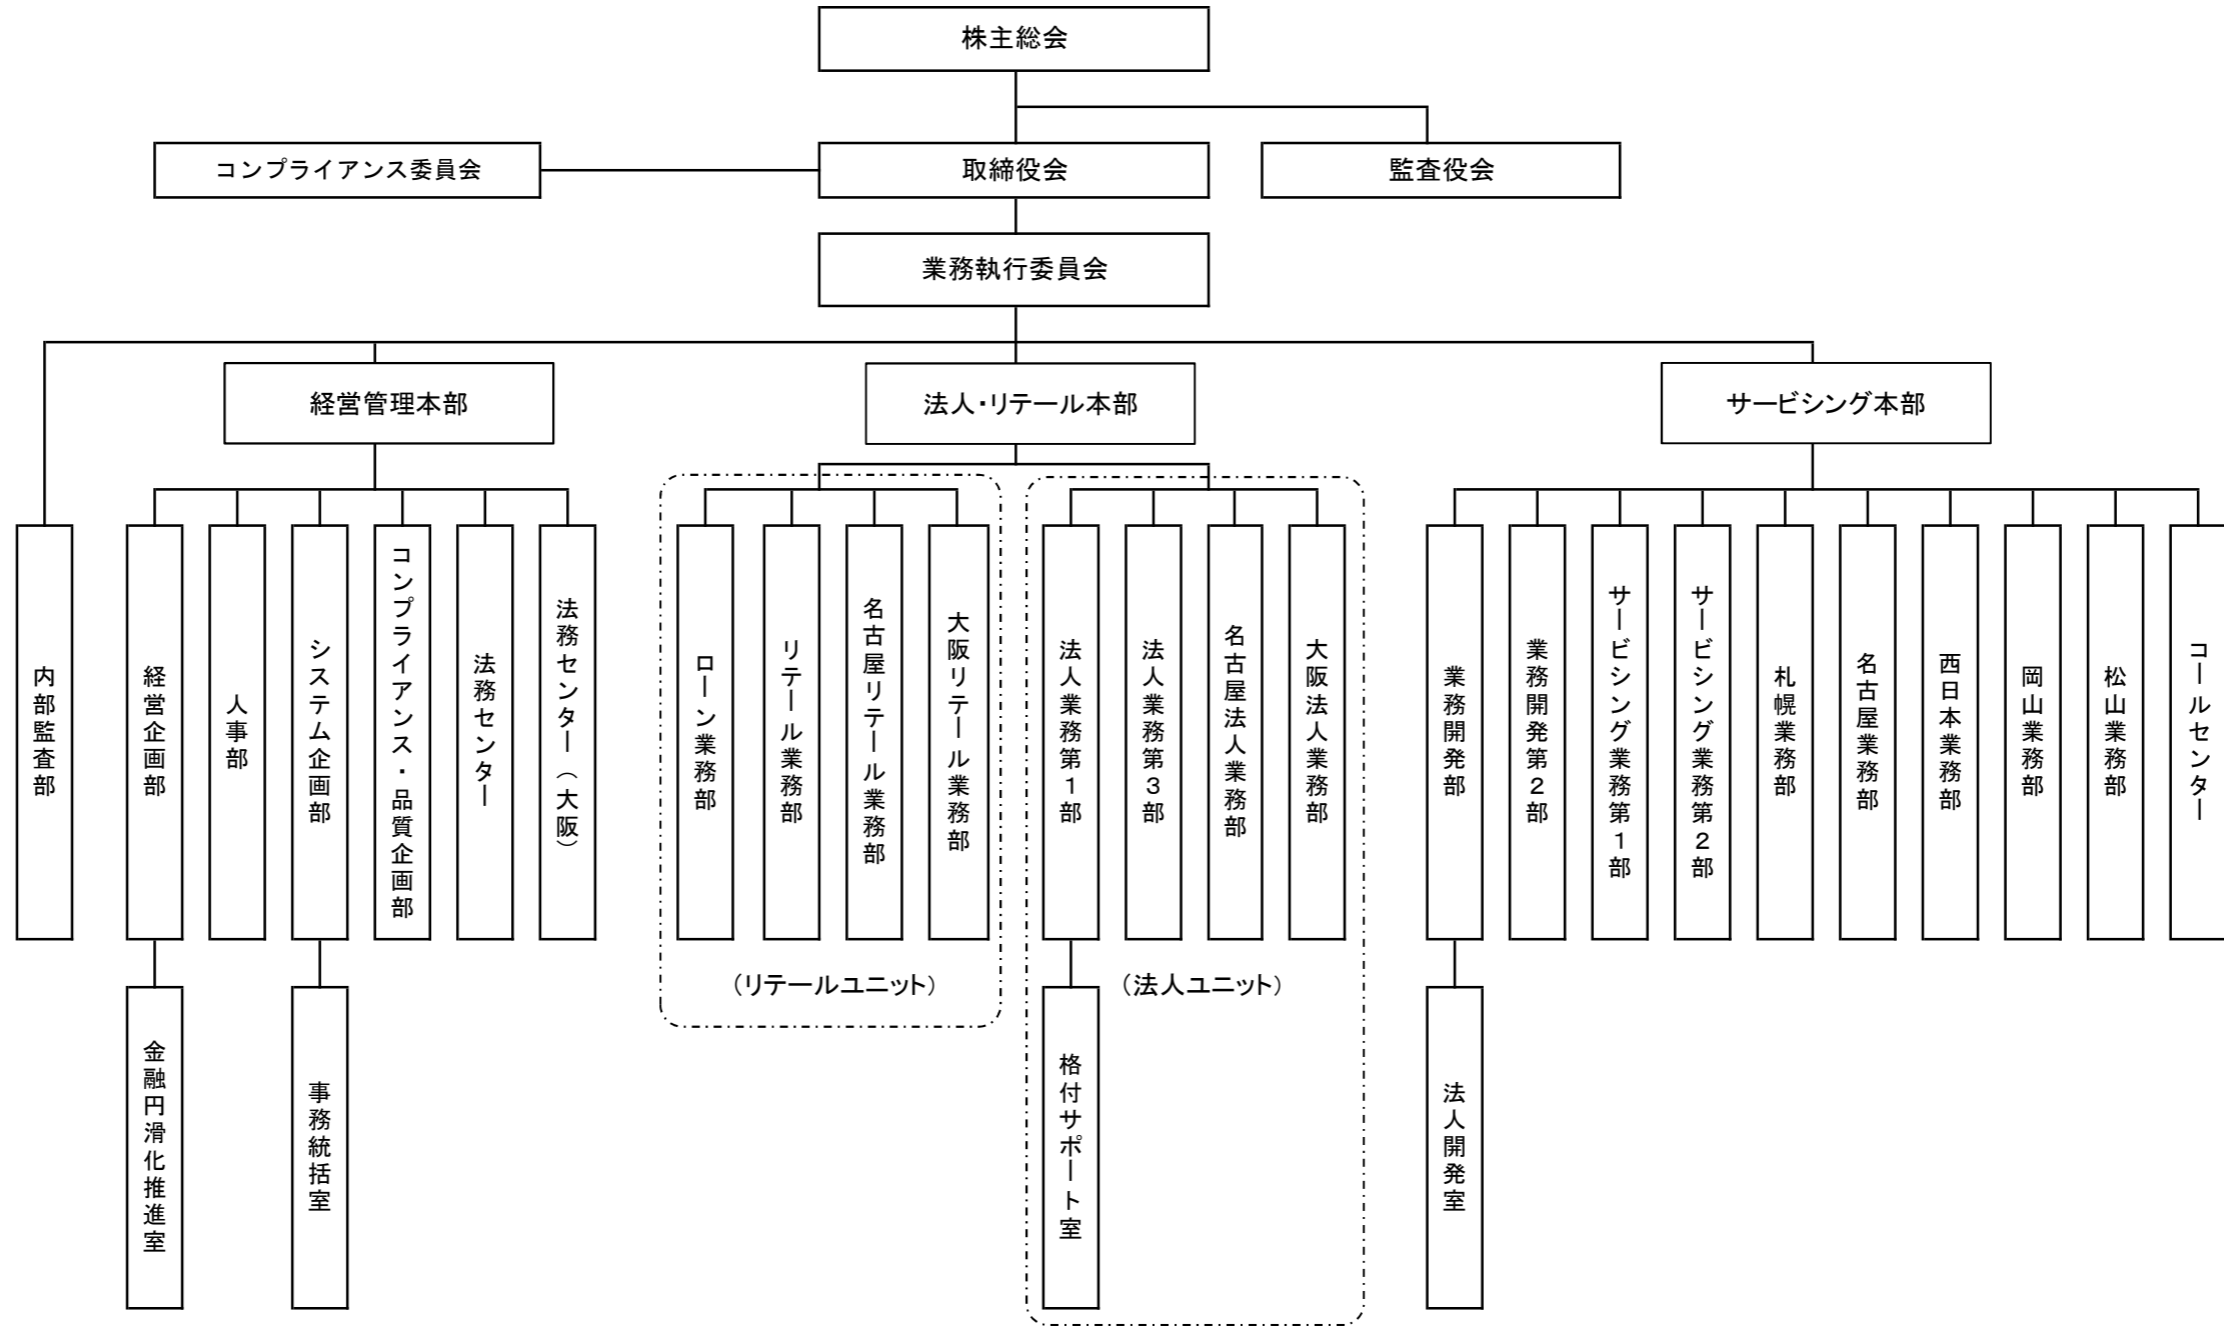 株主総会
コンプライアンス委員会
取締役会
監査役会
業務執行委員会
経営管理本部
法人・リテール本部
サービシング本部
内部監査部
経営企画部
人事部
システム企画部
コンプライアンス・品質企画部
法務センター
法務センター（大阪）
ローン業務部
リテール業務部
名古屋リテール業務部
大阪リテール業務部
法人業務第１部
法人業務第３部
名古屋法人業務部
大阪法人業務部
業務開発部
業務開発第２部
サービシング業務第１部
サービシング業務第２部
札幌業務部
名古屋業務部
西日本業務部
岡山業務部
松山業務部
コールセンター
（リテールユニット）
（法人ユニット）
金融円滑化推進室
事務統括室
格付サポート室
法人開発室